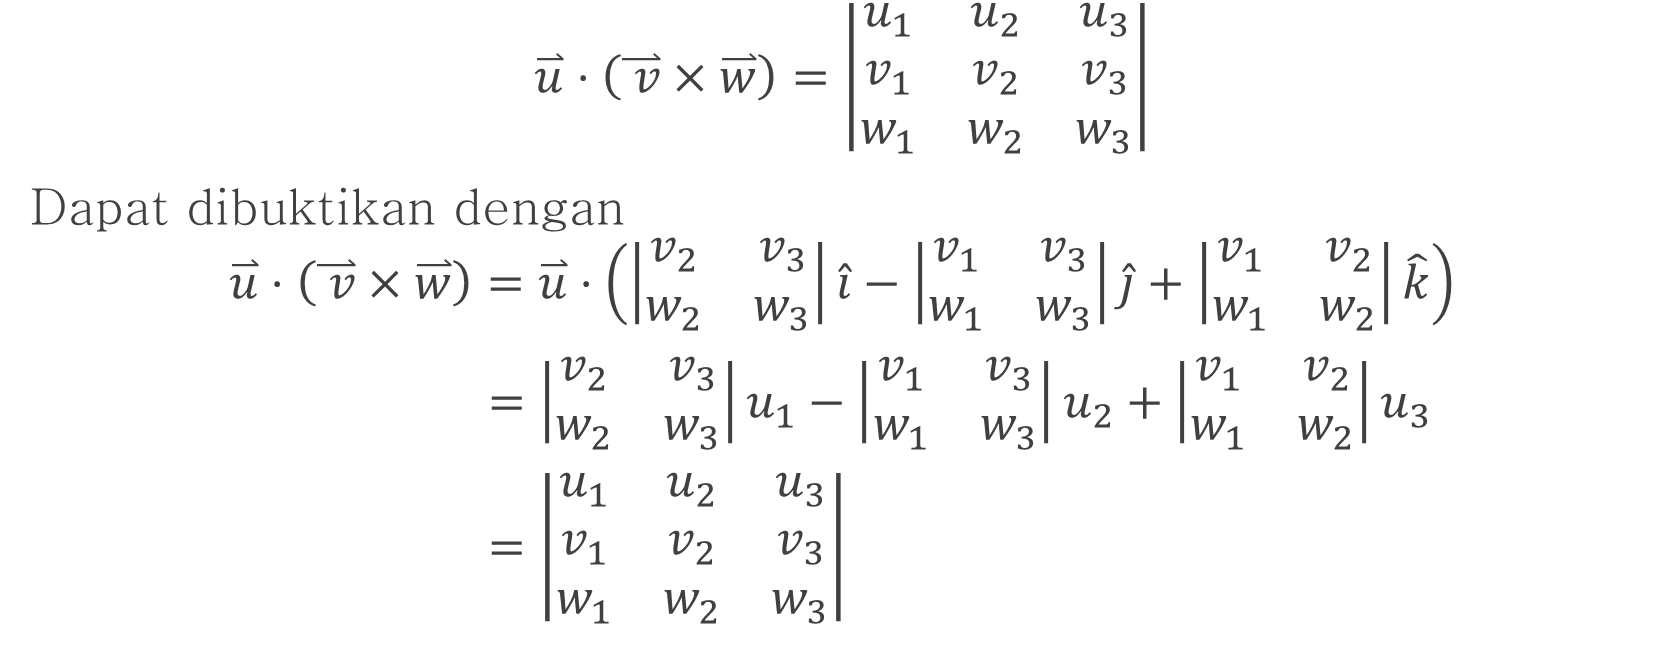 u⃗ · ( v⃗ × w⃗ ) = |u₁ u₂ u₃|
|v₁ v₂ v₃|
|w₁ w₂ w₃|
Dapat dibuktikan dengan
u⃗ · ( v⃗ × w⃗ ) = u⃗ · ( |v₂ v₃; w₂ w₃| î − |v₁ v₃; w₁ w₃| ĵ + |v₁ v₂; w₁ w₂| k̂ )
= |v₂ v₃; w₂ w₃| u₁ − |v₁ v₃; w₁ w₃| u₂ + |v₁ v₂; w₁ w₂| u₃
= |u₁ u₂ u₃|
|v₁ v₂ v₃|
|w₁ w₂ w₃|